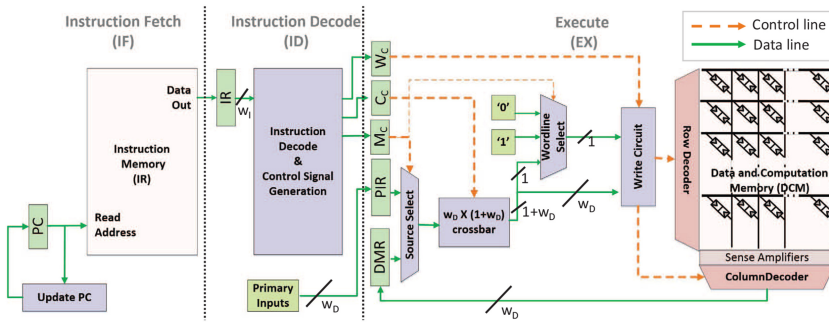 Instruction Fetch
(IF)
Instruction Decode
(ID)
Execute
(EX)
Control line
Data line
Data
Out
Instruction
Memory
(IR)
Read
Address
PC
Update PC
IR
W_I
Instruction
Decode
&
Control Signal
Generation
Primary
Inputs
W_D
W_C
C_C
M_C
PIR
DMR
Source Select
W_D X (1+W_D)
crossbar
'0'
'1'
Wordline
Select
1
1
1+W_D
W_D
Write Circuit
Row Decoder
Data and Computation
Memory (DCM)
Sense Amplifiers
ColumnDecoder
W_D